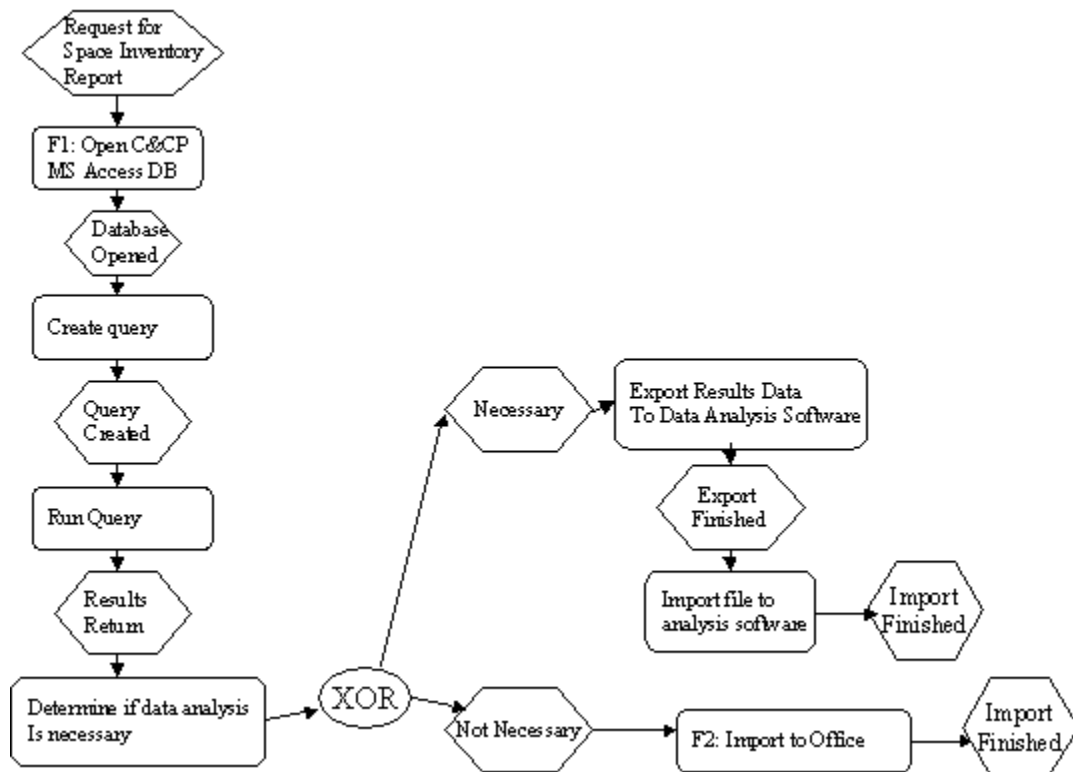 Request for
Space Inventory
Report
F1: Open C&CP
MS Access DB
Database
Opened
Create query
Query
Created
Run Query
Results
Return
Determine if data analysis
Is necessary
XOR
Necessary
Export Results Data
To Data Analysis Software
Export
Finished
Import file to
analysis software
Import
Finished
Not Necessary
F2: Import to Office
Import
Finished